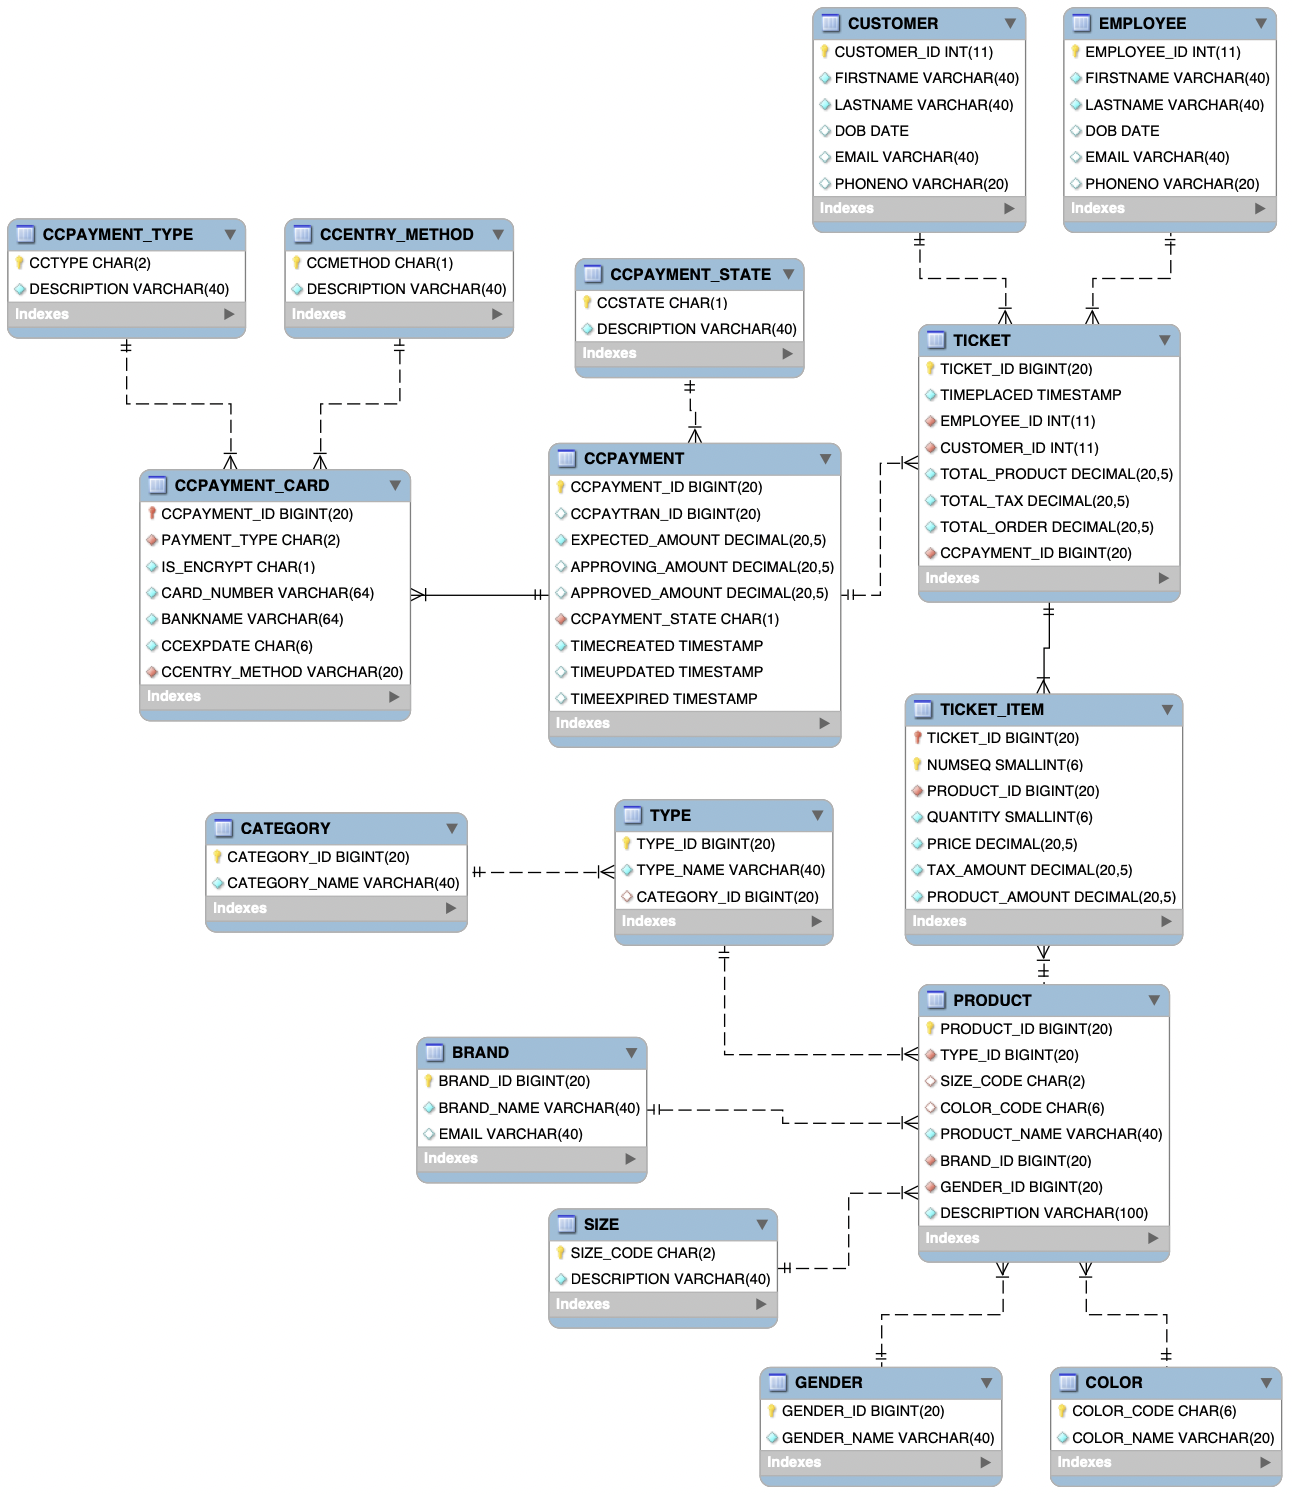 CUSTOMER
CUSTOMER_ID INT(11)
FIRSTNAME VARCHAR(40)
LASTNAME VARCHAR(40)
DOB DATE
EMAIL VARCHAR(40)
PHONENO VARCHAR(20)
Indexes
EMPLOYEE
EMPLOYEE_ID INT(11)
FIRSTNAME VARCHAR(40)
LASTNAME VARCHAR(40)
DOB DATE
EMAIL VARCHAR(40)
PHONENO VARCHAR(20)
Indexes
CCPAYMENT_TYPE
CCTYPE CHAR(2)
DESCRIPTION VARCHAR(40)
Indexes
CCENTRY_METHOD
CCMETHOD CHAR(1)
DESCRIPTION VARCHAR(40)
Indexes
CCPAYMENT_STATE
CCSTATE CHAR(1)
DESCRIPTION VARCHAR(40)
Indexes
TICKET
TICKET_ID BIGINT(20)
TIMEPLACED TIMESTAMP
EMPLOYEE_ID INT(11)
CUSTOMER_ID INT(11)
TOTAL_PRODUCT DECIMAL(20,5)
TOTAL_TAX DECIMAL(20,5)
TOTAL_ORDER DECIMAL(20,5)
CCPAYMENT_ID BIGINT(20)
Indexes
CCPAYMENT_CARD
CCPAYMENT_ID BIGINT(20)
PAYMENT_TYPE CHAR(2)
IS_ENCRYPT CHAR(1)
CARD_NUMBER VARCHAR(64)
BANKNAME VARCHAR(64)
CCEXPDATE CHAR(6)
CCENTRY_METHOD VARCHAR(20)
Indexes
CCPAYMENT
CCPAYMENT_ID BIGINT(20)
CCPAYTRAN_ID BIGINT(20)
EXPECTED_AMOUNT DECIMAL(20,5)
APPROVING_AMOUNT DECIMAL(20,5)
APPROVED_AMOUNT DECIMAL(20,5)
CCPAYMENT_STATE CHAR(1)
TIMECREATED TIMESTAMP
TIMEUPDATED TIMESTAMP
TIMEEXPIRED TIMESTAMP
Indexes
TICKET_ITEM
TICKET_ID BIGINT(20)
NUMSEQ SMALLINT(6)
PRODUCT_ID BIGINT(20)
QUANTITY SMALLINT(6)
PRICE DECIMAL(20,5)
TAX_AMOUNT DECIMAL(20,5)
PRODUCT_AMOUNT DECIMAL(20,5)
Indexes
CATEGORY
CATEGORY_ID BIGINT(20)
CATEGORY_NAME VARCHAR(40)
Indexes
TYPE
TYPE_ID BIGINT(20)
TYPE_NAME VARCHAR(40)
CATEGORY_ID BIGINT(20)
Indexes
PRODUCT
PRODUCT_ID BIGINT(20)
TYPE_ID BIGINT(20)
SIZE_CODE CHAR(2)
COLOR_CODE CHAR(6)
PRODUCT_NAME VARCHAR(40)
BRAND_ID BIGINT(20)
GENDER_ID BIGINT(20)
DESCRIPTION VARCHAR(100)
Indexes
BRAND
BRAND_ID BIGINT(20)
BRAND_NAME VARCHAR(40)
EMAIL VARCHAR(40)
Indexes
SIZE
SIZE_CODE CHAR(2)
DESCRIPTION VARCHAR(40)
Indexes
GENDER
GENDER_ID BIGINT(20)
GENDER_NAME VARCHAR(40)
Indexes
COLOR
COLOR_CODE CHAR(6)
COLOR_NAME VARCHAR(20)
Indexes